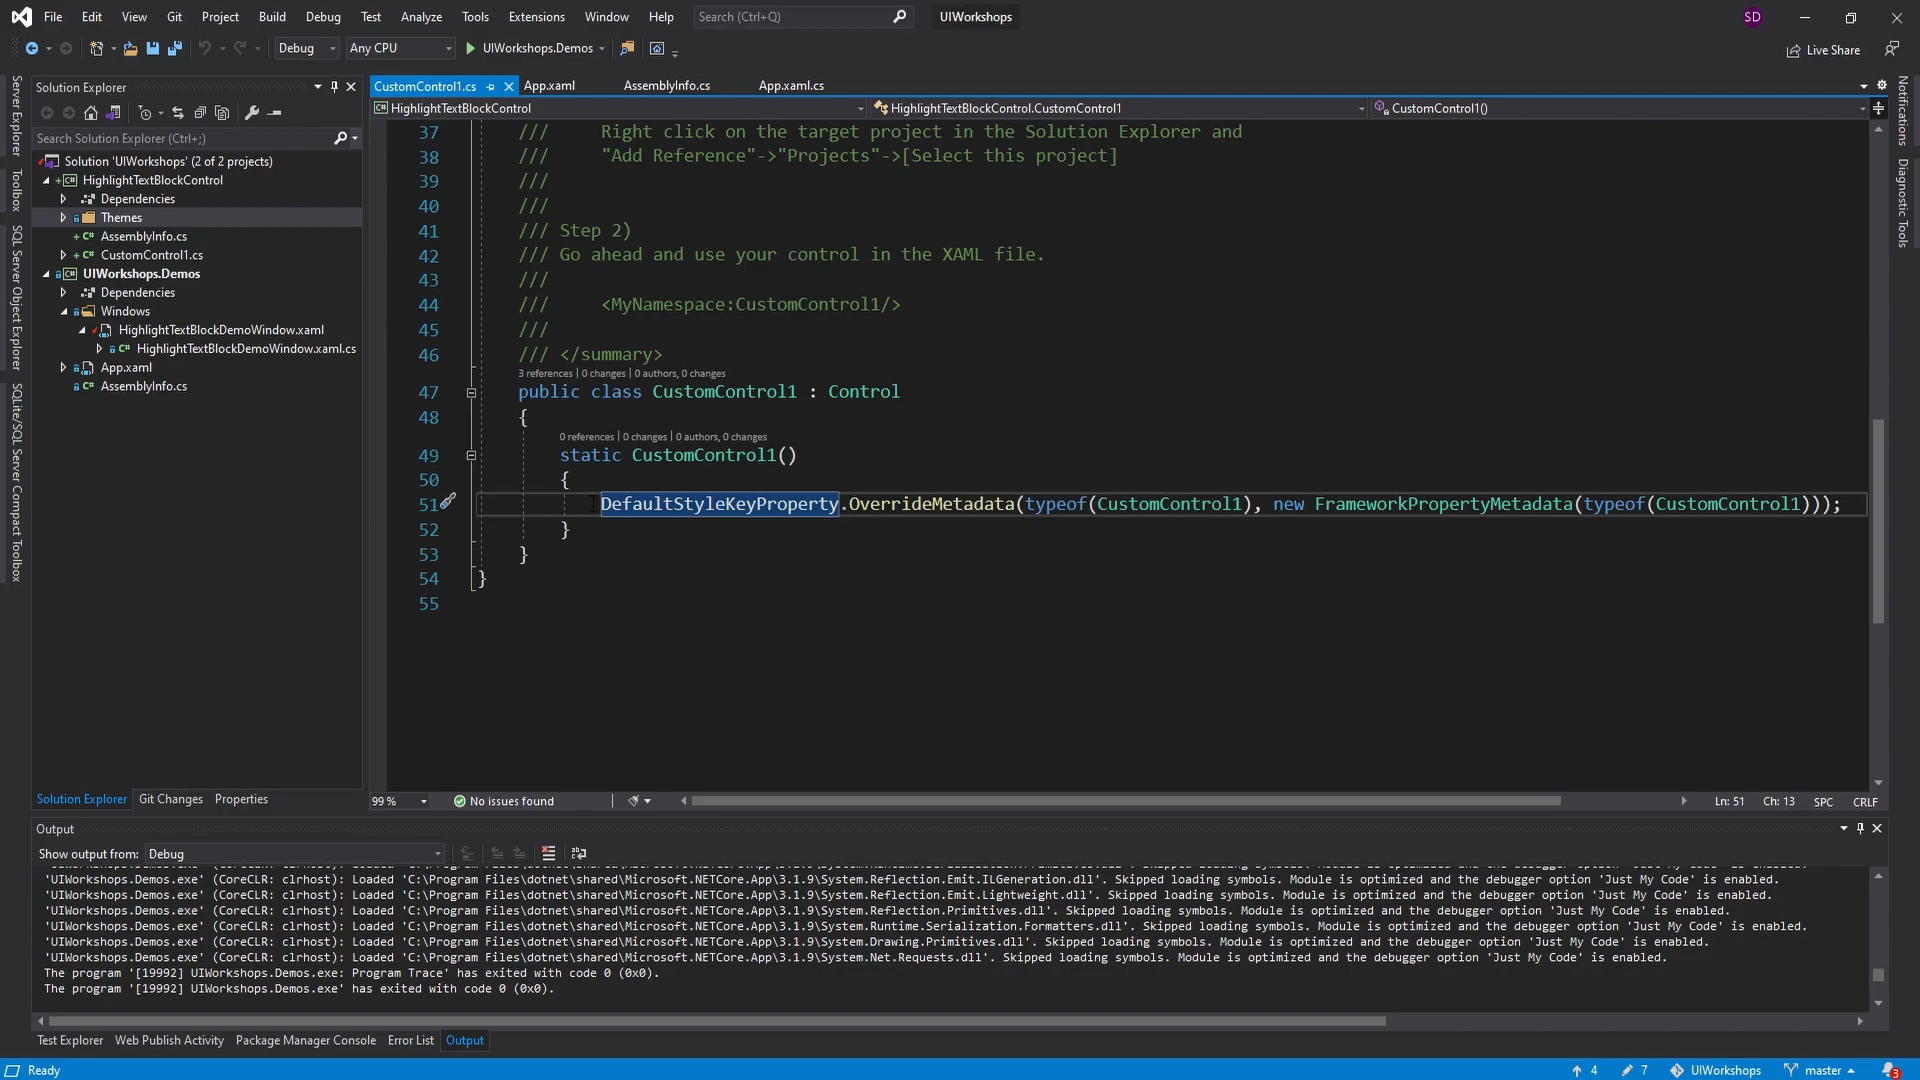 File Edit View Git Project Build Debug Test Analyze Tools Extensions Window Help Search (Ctrl+Q) UIWorkshops SD
Debug Any CPU UIWorkshops.Demos Live Share
Solution Explorer
Search Solution Explorer (Ctrl+;)
Solution 'UIWorkshops' (2 of 2 projects)
HighlightTextBlockControl
Dependencies
Themes
AssemblyInfo.cs
CustomControl1.cs
UIWorkshops.Demos
Dependencies
Windows
HighlightTextBlockDemoWindow.xaml
HighlightTextBlockDemoWindow.xaml.cs
App.xaml
AssemblyInfo.cs
Solution Explorer Git Changes Properties
Server Explorer
Toolbox
SQL Server Object Explorer
SQLite/SQL Server Compact Toolbox
CustomControl1.cs App.xaml AssemblyInfo.cs App.xaml.cs
HighlightTextBlockControl HighlightTextBlockControl.CustomControl1 CustomControl1()
37 /// Right click on the target project in the Solution Explorer and
38 /// "Add Reference"->"Projects"->[Select this project]
39 ///
40 ///
41 /// Step 2)
42 /// Go ahead and use your control in the XAML file.
43 ///
44 /// <MyNamespace:CustomControl1/>
45 ///
46 /// </summary>
3 references | 0 changes | 0 authors, 0 changes
47 public class CustomControl1 : Control
48 {
0 references | 0 changes | 0 authors, 0 changes
49 static CustomControl1()
50 {
51 DefaultStyleKeyProperty.OverrideMetadata(typeof(CustomControl1), new FrameworkPropertyMetadata(typeof(CustomControl1)));
52 }
53 }
54 }
55
99 % No issues found Ln: 51 Ch: 13 SPC CRLF
Notifications
Diagnostic Tools
Output
Show output from: Debug
'UIWorkshops.Demos.exe' (CoreCLR: clrhost): Loaded 'C:\Program Files\dotnet\shared\Microsoft.NETCore.App\3.1.9\System.Reflection.Emit.ILGeneration.dll'. Skipped loading symbols. Module is optimized and the debugger option 'Just My Code' is enabled.
'UIWorkshops.Demos.exe' (CoreCLR: clrhost): Loaded 'C:\Program Files\dotnet\shared\Microsoft.NETCore.App\3.1.9\System.Reflection.Emit.Lightweight.dll'. Skipped loading symbols. Module is optimized and the debugger option 'Just My Code' is enabled.
'UIWorkshops.Demos.exe' (CoreCLR: clrhost): Loaded 'C:\Program Files\dotnet\shared\Microsoft.NETCore.App\3.1.9\System.Reflection.Primitives.dll'. Skipped loading symbols. Module is optimized and the debugger option 'Just My Code' is enabled.
'UIWorkshops.Demos.exe' (CoreCLR: clrhost): Loaded 'C:\Program Files\dotnet\shared\Microsoft.NETCore.App\3.1.9\System.Runtime.Serialization.Formatters.dll'. Skipped loading symbols. Module is optimized and the debugger option 'Just My Code' is enabled.
'UIWorkshops.Demos.exe' (CoreCLR: clrhost): Loaded 'C:\Program Files\dotnet\shared\Microsoft.NETCore.App\3.1.9\System.Drawing.Primitives.dll'. Skipped loading symbols. Module is optimized and the debugger option 'Just My Code' is enabled.
'UIWorkshops.Demos.exe' (CoreCLR: clrhost): Loaded 'C:\Program Files\dotnet\shared\Microsoft.NETCore.App\3.1.9\System.Net.Requests.dll'. Skipped loading symbols. Module is optimized and the debugger option 'Just My Code' is enabled.
The program '[19992] UIWorkshops.Demos.exe: Program Trace' has exited with code 0 (0x0).
The program '[19992] UIWorkshops.Demos.exe' has exited with code 0 (0x0).
Test Explorer Web Publish Activity Package Manager Console Error List Output
Ready 4 7 UIWorkshops master 3